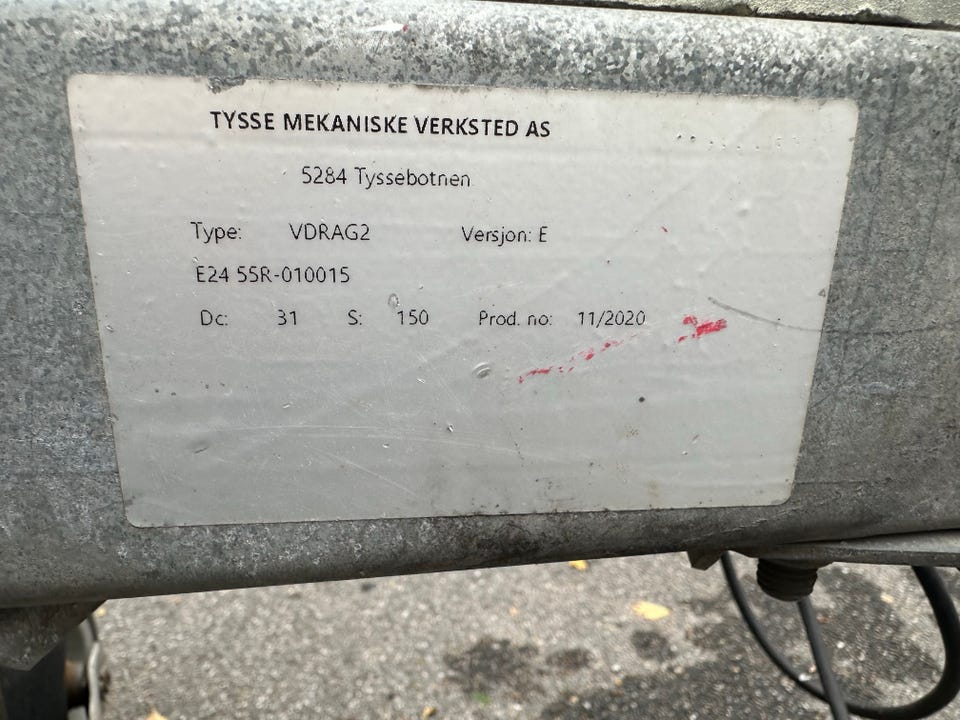 TYSSE MEKANISKE VERKSTED AS
5284 Tyssebotnen
Type: VDRAG2 Versjon: E
E24 55R-010015
Dc: 31 S: 150 Prod. no: 11/2020